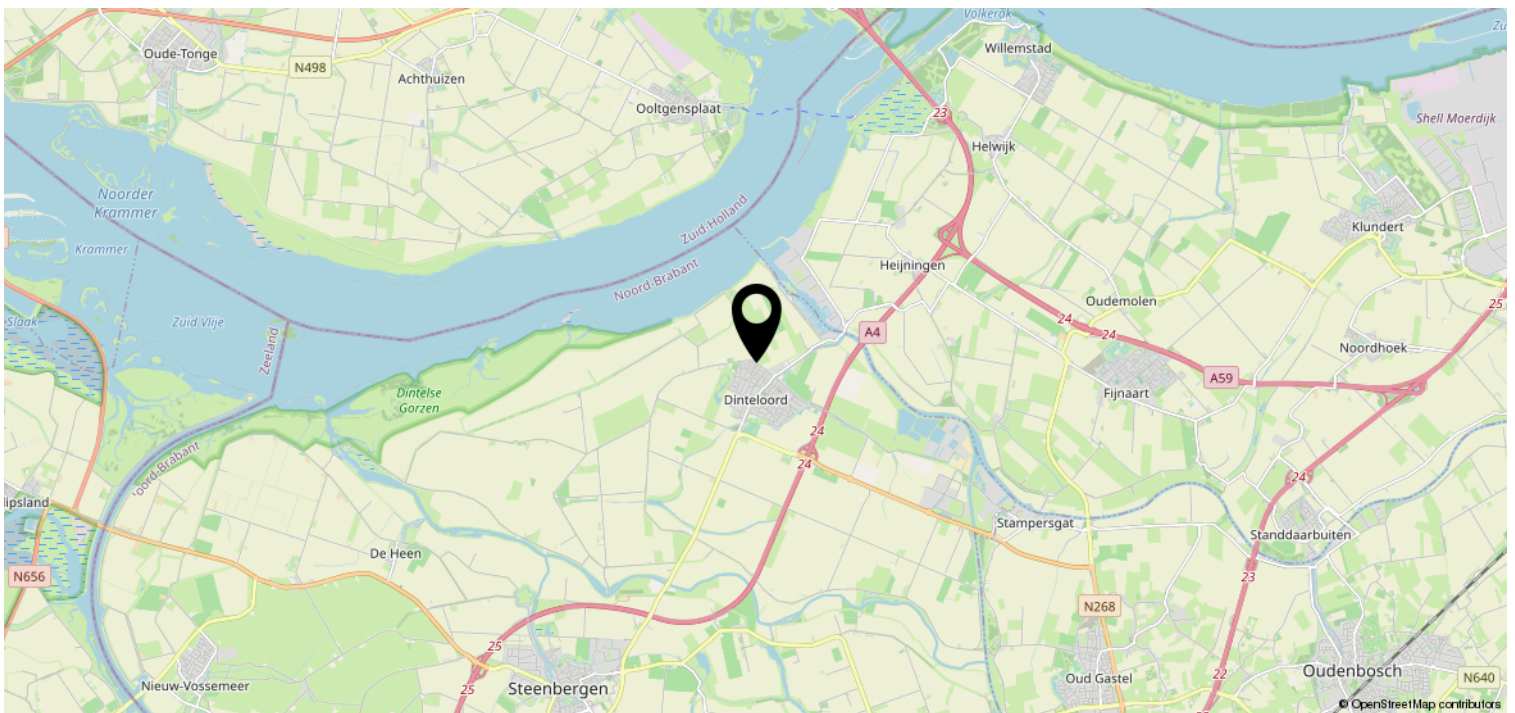 Volkerak
Zu
Oude-Tonge
Willemstad
N498
Achthuizen
Ooltgensplaat
23
Shell Moerdijk
Helwijk
Noorder
Krammer
Zuid-Holland
Klundert
Krammer
Heijningen
Noord-Brabant
Oudemolen
25
-Slaak
Zuid Vlije
24
24
A4
Zeeland
Noordhoek
A59
Dintelse
Gorzen
Fijnaart
Dinteloord
24
24
Noord-Brabant
24
lipsland
Stampersgat
Standdaarbuiten
De Heen
N656
23
N268
25
Oudenbosch
22
N640
Oud Gastel
Nieuw-Vossemeer
Steenbergen
25
© OpenStreetMap contributors